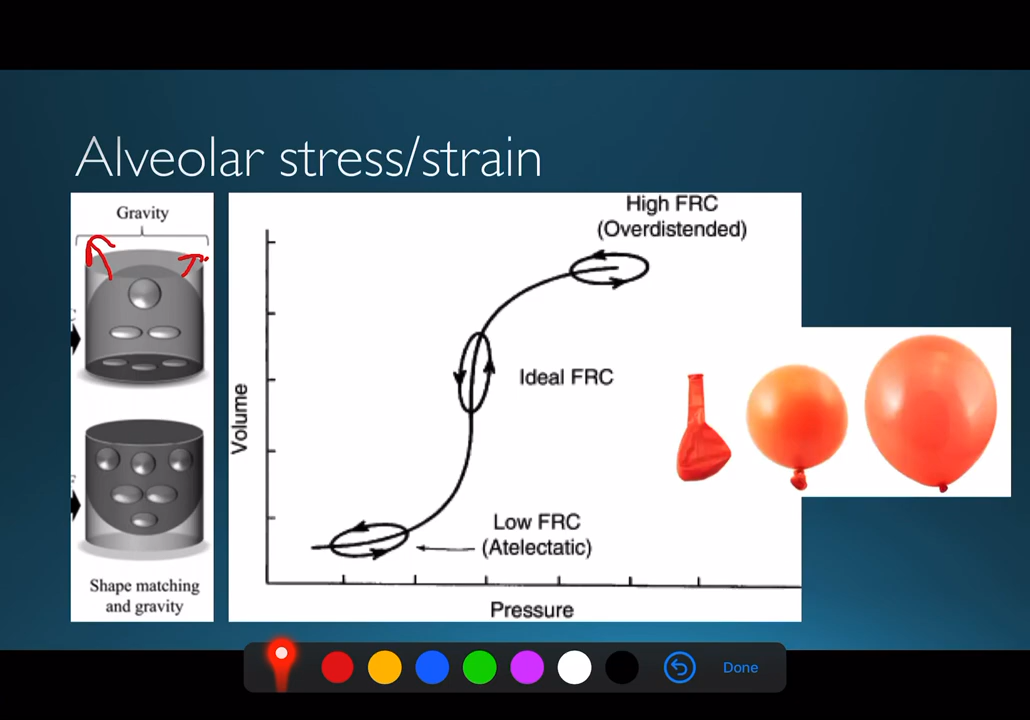 Alveolar stress/strain
Gravity
Shape matching
and gravity
High FRC
(Overdistended)
Ideal FRC
Low FRC
(Atelectatic)
Volume
Pressure
Done